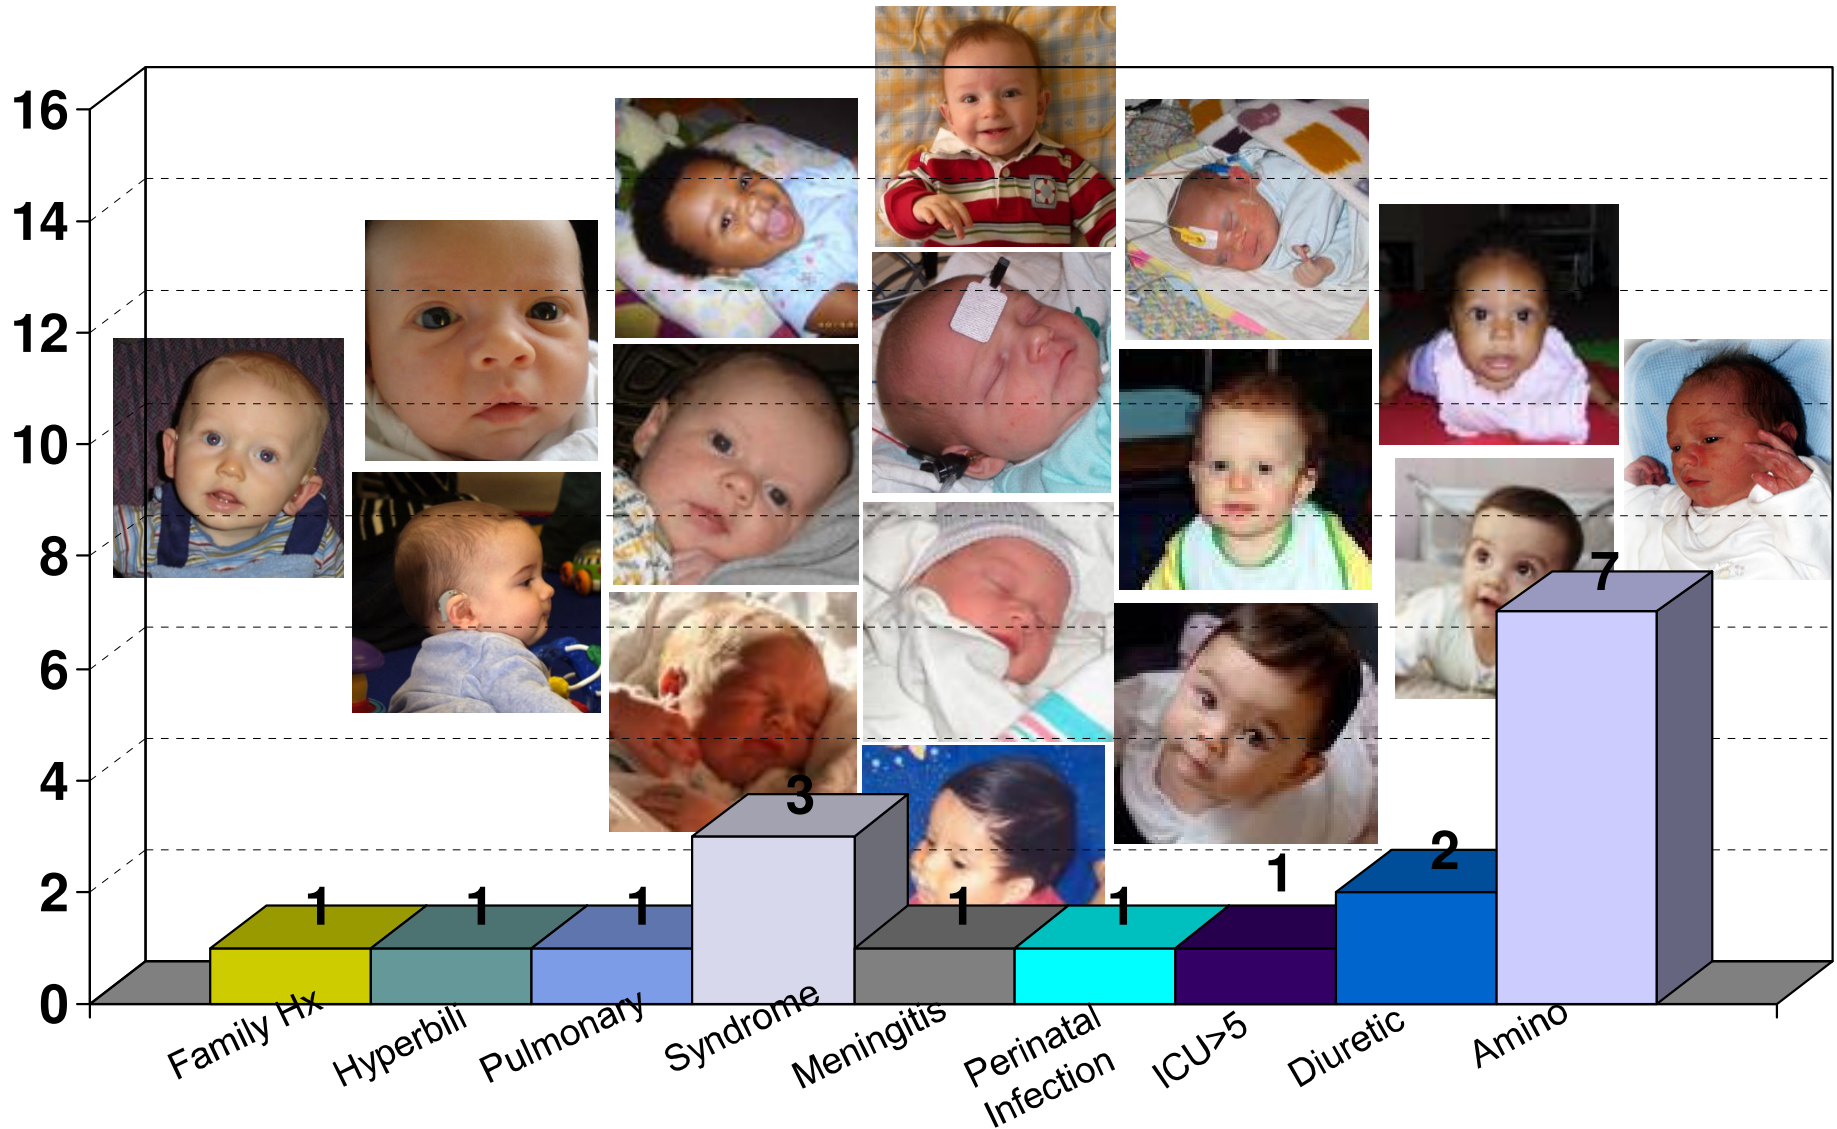 16
14
12
10
8
6
4
2
0
7
3
2
1
1
1
1
1
1
Family Hx
Hyperbili
Pulmonary
Syndrome
Meningitis
Perinatal
Infection
ICU>5
Diuretic
Amino